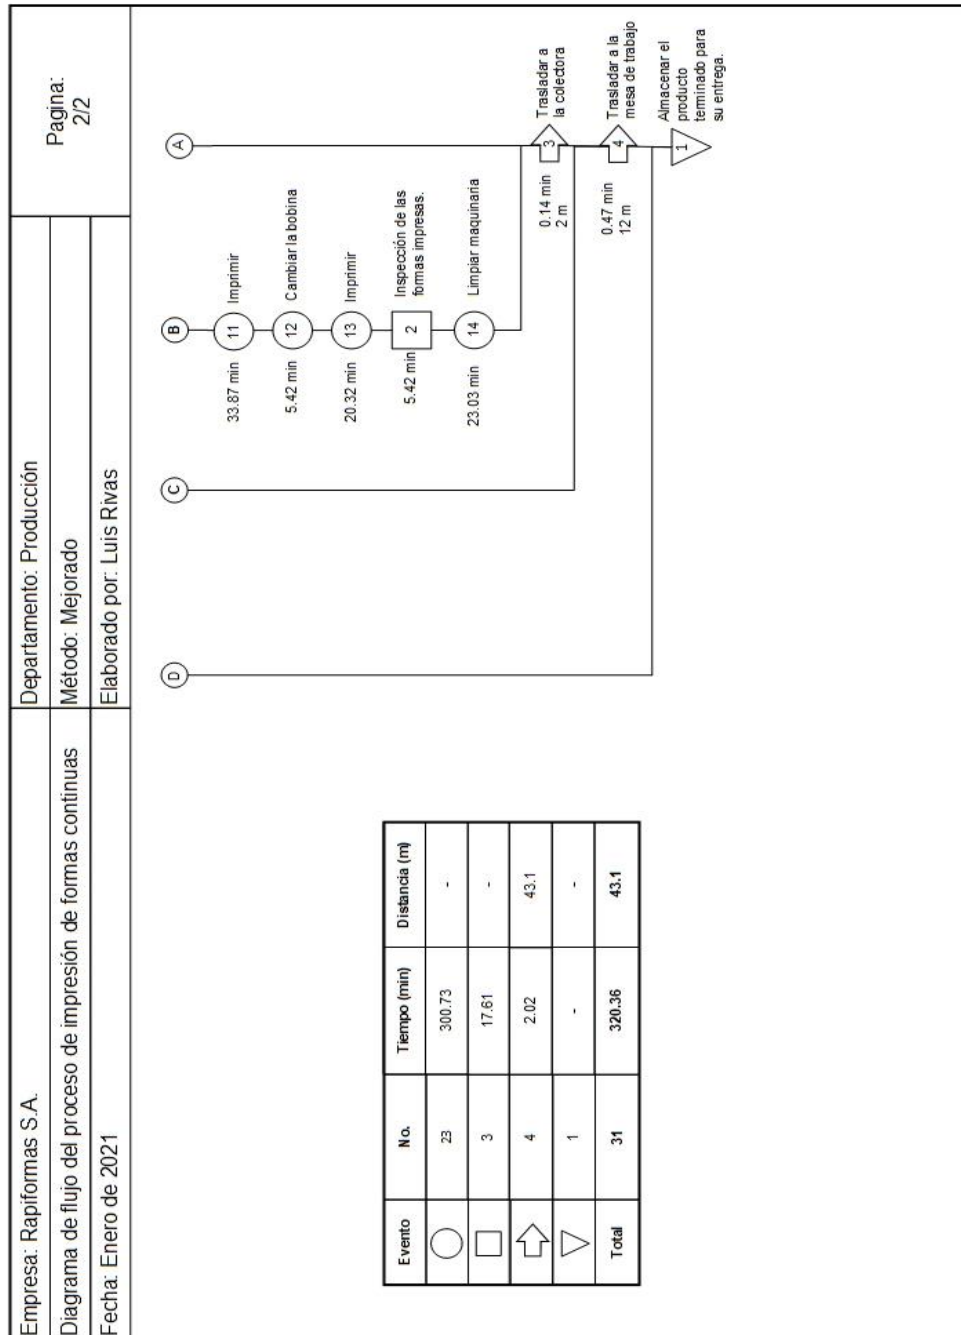 Empresa: Rapiformas S.A.
Departamento: Producción
Pagina:
2/2
Diagrama de flujo del proceso de impresión de formas continuas
Método: Mejorado
Fecha: Enero de 2021
Elaborado por: Luis Rivas
D
C
B
A
33.87 min
11
Imprimir
5.42 min
12
Cambiar la bobina
20.32 min
13
Imprimir
5.42 min
2
Inspección de las
formas impresas.
23.03 min
14
Limpiar maquinaria
0.14 min
2 m
3
Trasladar a
la colectora
0.47 min
12 m
4
Trasladar a la
mesa de trabajo
1
Almacenar el
producto
terminado para
su entrega.
Evento No. Tiempo (min) Distancia (m)
23 300.73 -
3 17.61 -
4 2.02 43.1
1 - -
Total 31 320.36 43.1